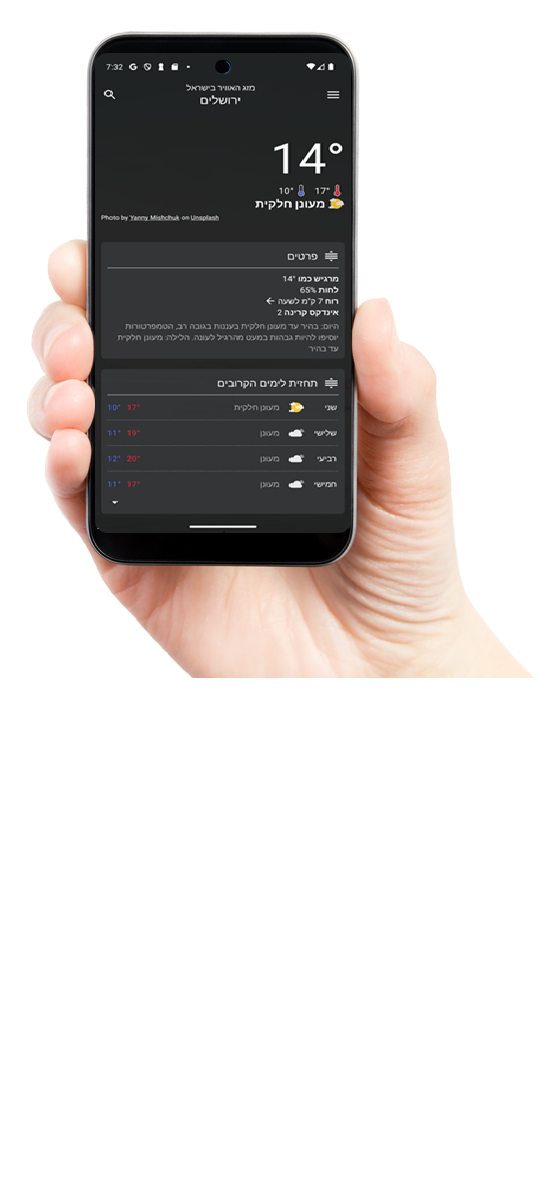 7:32
מזג האוויר בישראל
ירושלים
14°
17° 10°
מעונן חלקית
Photo by Yanny Mishchuk on Unsplash
פרטים
מרגיש כמו 14°
לחות 65%
רוח 7 קמ"ל לשעה ←
אינדקס קרינה 2
היום: בהיר עד מעונן חלקית בעננות בגובה רב, הטמפרטורות
יוסיפו להיות גבוהות במעט מהרגיל לעונה. הלילה: מעונן חלקית
עד בהיר
תחזית לימים הקרובים
שני מעונן חלקית 17° 10°
שלישי מעונן 19° 11°
רביעי מעונן 20° 12°
חמישי מעונן 17° 11°